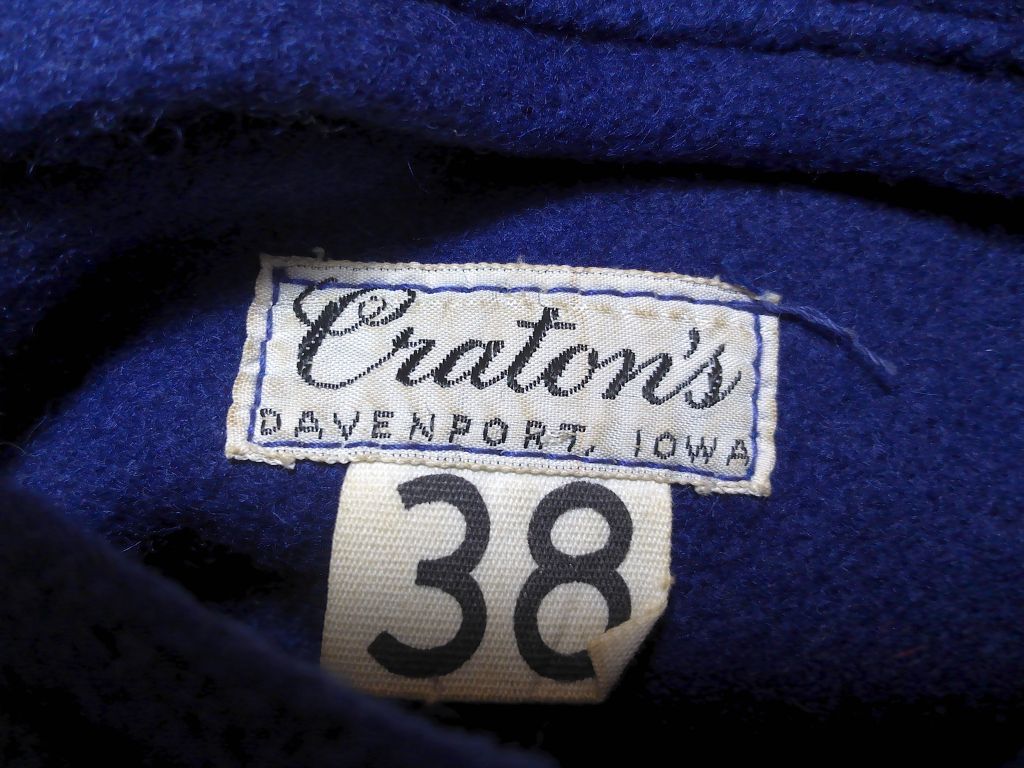 Craton's
DAVENPORT, IOWA
38